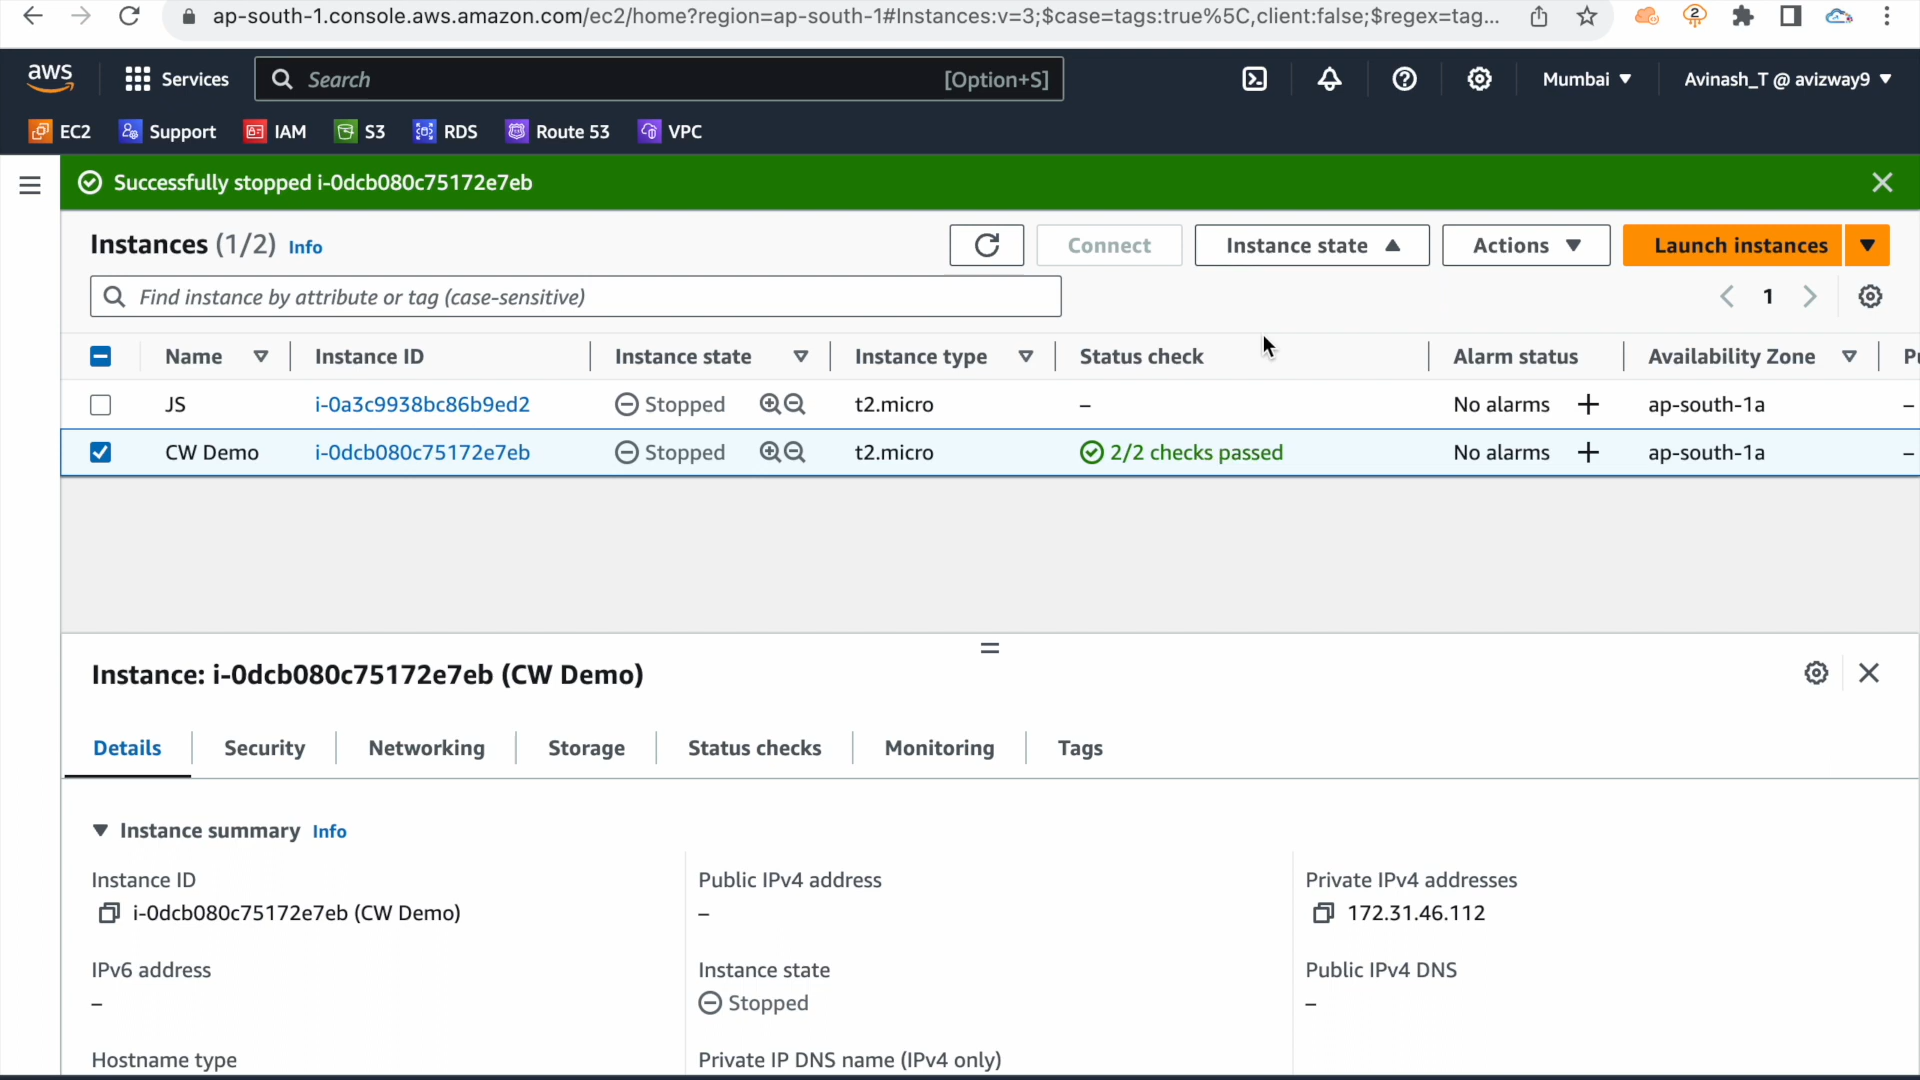 ap-south-1.console.aws.amazon.com/ec2/home?region=ap-south-1#Instances:v=3;$case=tags:true%5C,client:false;$regex=tag...
2
aws
Services
Search
[Option+S]
Mumbai
Avinash_T @ avizway9
EC2
Support
IAM
S3
RDS
Route 53
VPC
Successfully stopped i-0dcb080c75172e7eb
Instances (1/2) Info
Connect
Instance state
Actions
Launch instances
Find instance by attribute or tag (case-sensitive)
1
Name Instance ID Instance state Instance type Status check Alarm status Availability Zone
JS i-0a3c9938bc86b9ed2 Stopped t2.micro – No alarms + ap-south-1a –
CW Demo i-0dcb080c75172e7eb Stopped t2.micro 2/2 checks passed No alarms + ap-south-1a –
Instance: i-0dcb080c75172e7eb (CW Demo)
Details Security Networking Storage Status checks Monitoring Tags
Instance summary Info
Instance ID
i-0dcb080c75172e7eb (CW Demo)
Public IPv4 address
–
Private IPv4 addresses
172.31.46.112
IPv6 address
–
Instance state
Stopped
Public IPv4 DNS
–
Hostname type
Private IP DNS name (IPv4 only)